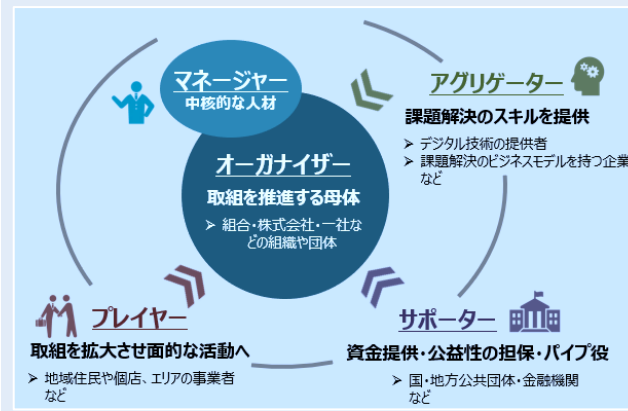 マネージャー
中核的な人材
アグリゲーター
課題解決のスキルを提供
➢ デジタル技術の提供者
➢ 課題解決のビジネスモデルを持つ企業
など
オーガナイザー
取組を推進する母体
➢ 組合・株式会社・一社な
どの組織や団体
プレイヤー
取組を拡大させ面的な活動へ
➢ 地域住民や個店、エリアの事業者
など
サポーター
資金提供・公益性の担保・パイプ役
➢ 国・地方公共団体・金融機関
など